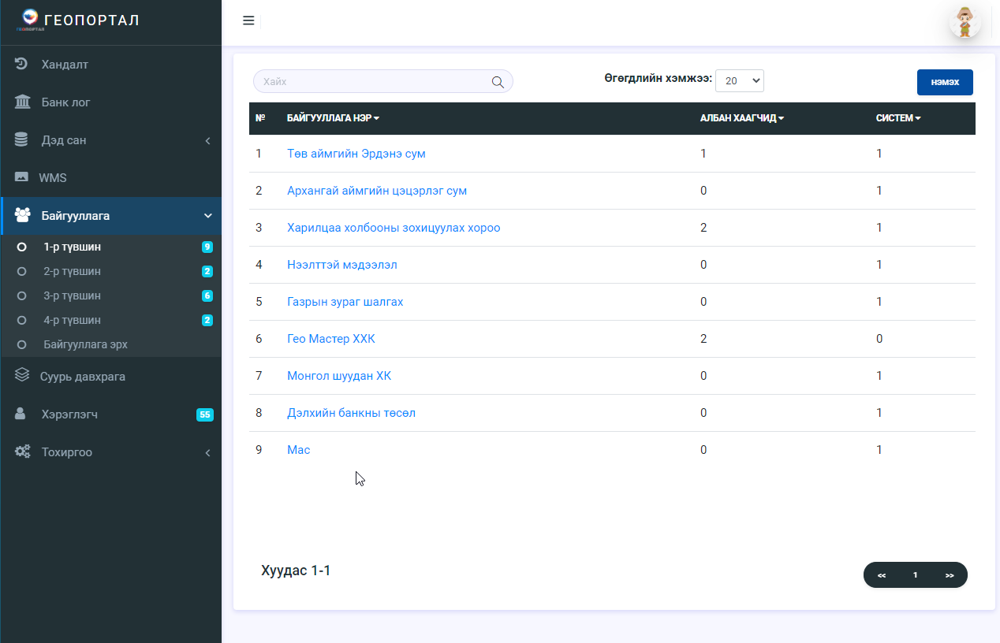 ГЕОПОРТАЛ
ГЕОПОРТАЛ
Хандалт
Банк лог
Дэд сан
WMS
Байгууллага
1-р түвшин 9
2-р түвшин 2
3-р түвшин 6
4-р түвшин 2
Байгууллага эрх
Суурь давхрага
Хэрэглэгч 55
Тохиргоо
Хайх
Өгөгдлийн хэмжээ: 20
НЭМЭХ
№ БАЙГУУЛЛАГА НЭР АЛБАН ХААГЧИД СИСТЕМ
1 Төв аймгийн Эрдэнэ сум 1 1
2 Архангай аймгийн цэцэрлэг сум 0 1
3 Харилцаа холбооны зохицуулах хороо 2 1
4 Нээлттэй мэдээлэл 0 1
5 Газрын зураг шалгах 0 1
6 Гео Мастер ХХК 2 0
7 Монгол шуудан ХК 0 1
8 Дэлхийн банкны төсөл 0 1
9 Мас 0 1
Хуудас 1-1
<< 1 >>